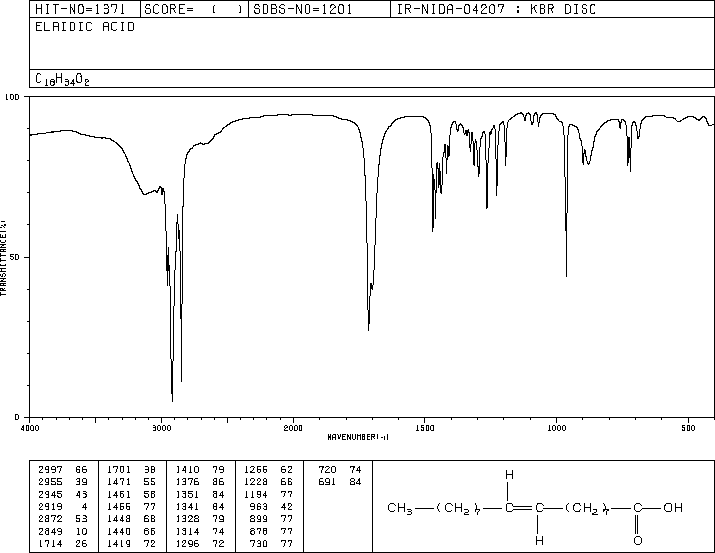 HIT-NO=1371 SCORE= ( ) SDBS-NO=1201 IR-NIDA-04207 : KBR DISC
ELAIDIC ACID
C18H34O2
100
50
0
TRANSMITTANCE(%)
4000 3000 2000 1500 1000 500
WAVENUMBER(-1)
2997 66 1701 38 1410 79 1266 62 720 74
2955 39 1471 55 1376 86 1228 66 691 84
2945 43 1461 58 1351 84 1194 77
2919 4 1456 77 1341 84 963 42
2872 53 1448 68 1328 79 899 77
2849 10 1440 66 1314 74 878 77
1714 26 1419 72 1296 72 730 77
H
CH3 (CH2)7 C=C (CH2)7 C OH
H O